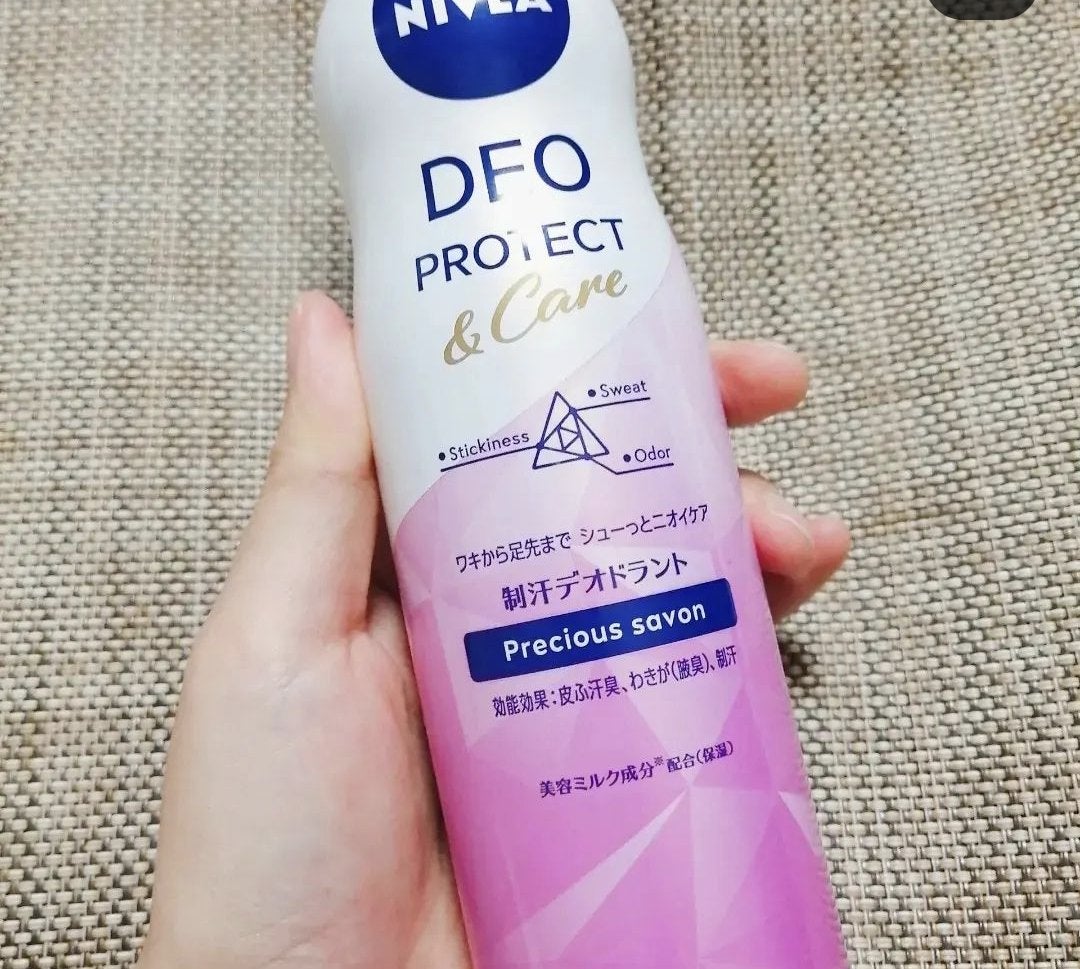 NIVEA
DEO
PROTECT
& Care
•Sweat
•Stickiness
•Odor
ワキから足先まで シューっとニオイケア
制汗デオドラント
Precious savon
効能効果：皮ふ汗臭、わきが（腋臭）、制汗
美容ミルク成分※配合（保湿）